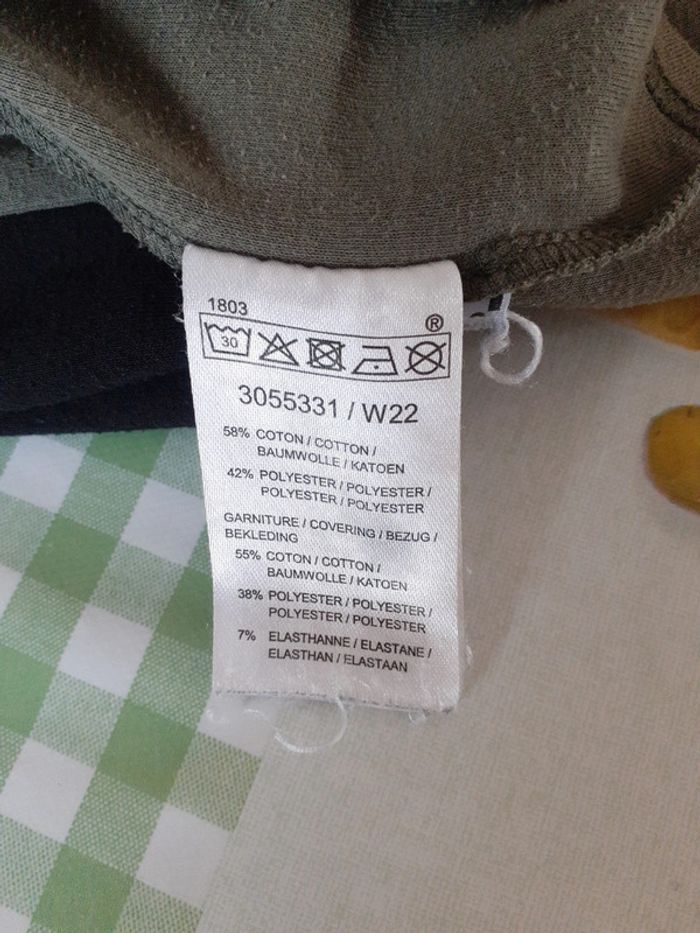 1803
®
30
3055331 / W22
58% COTON / COTTON /
BAUMWOLLE / KATOEN
42% POLYESTER / POLYESTER /
POLYESTER / POLYESTER
GARNITURE / COVERING / BEZUG /
BEKLEDING
55% COTON / COTTON /
BAUMWOLLE / KATOEN
38% POLYESTER / POLYESTER /
POLYESTER / POLYESTER
7% ELASTHANNE / ELASTANE /
ELASTHAN / ELASTAAN